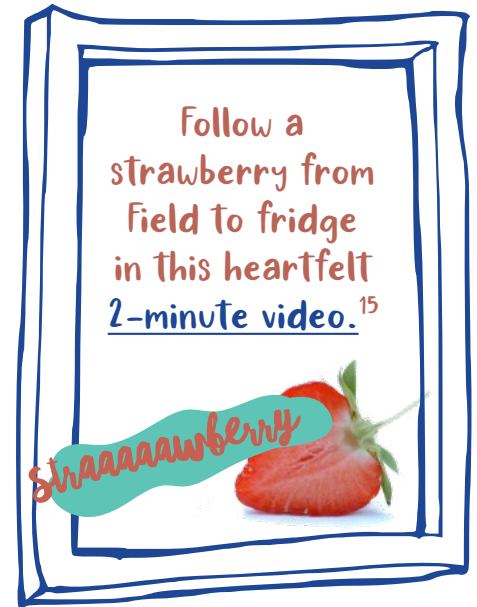 Follow a
strawberry from
Field to fridge
in this heartfelt
2-minute video.15
straaaaawberry